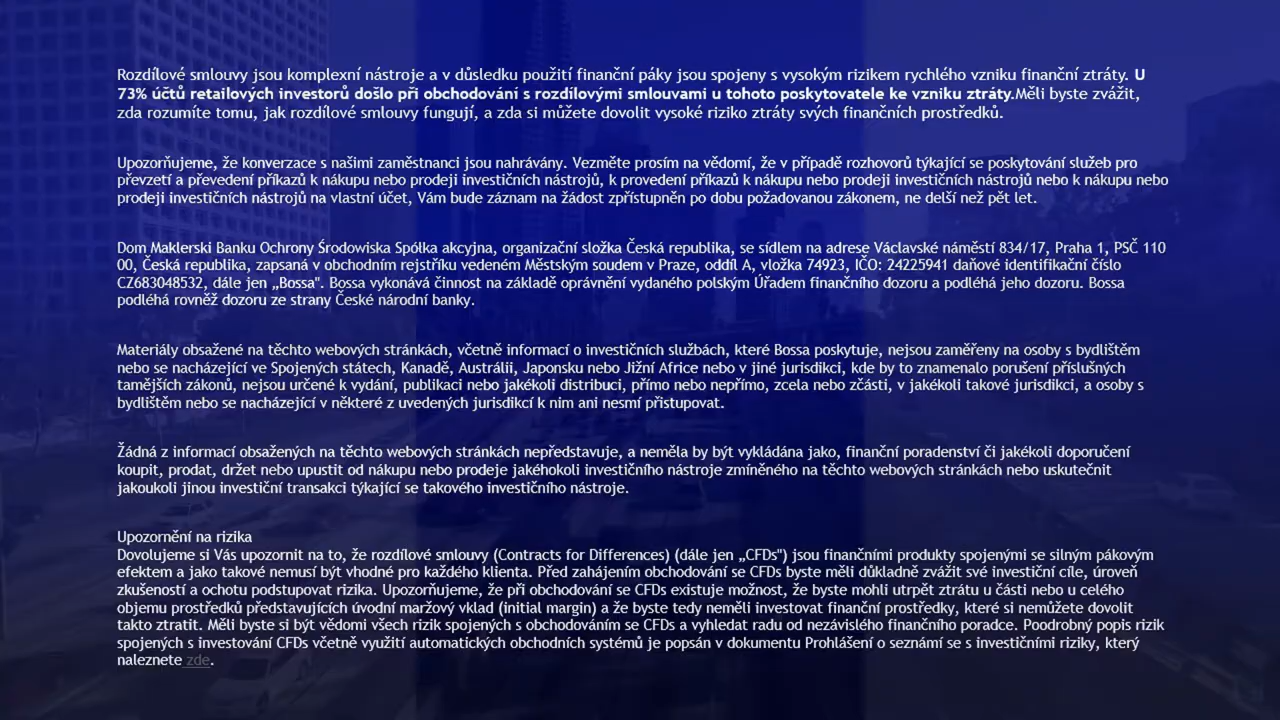 Rozdílové smlouvy jsou komplexní nástroje a v důsledku použití finanční páky jsou spojeny s vysokým rizikem rychlého vzniku finanční ztráty. U
73% účtů retailových investorů došlo při obchodování s rozdílovými smlouvami u tohoto poskytovatele ke vzniku ztráty.Měli byste zvážit,
zda rozumíte tomu, jak rozdílové smlouvy fungují, a zda si můžete dovolit vysoké riziko ztráty svých finančních prostředků.
Upozorňujeme, že konverzace s našimi zaměstnanci jsou nahrávány. Vezměte prosím na vědomí, že v případě rozhovorů týkající se poskytování služeb pro
převzetí a převedení příkazů k nákupu nebo prodeji investičních nástrojů, k provedení příkazů k nákupu nebo prodeji investičních nástrojů nebo k nákupu nebo
prodeji investičních nástrojů na vlastní účet, Vám bude záznam na žádost zpřístupněn po dobu požadovanou zákonem, ne delší než pět let.
Dom Maklerski Banku Ochrony Środowiska Spółka akcyjna, organizační složka Česká republika, se sídlem na adrese Václavské náměstí 834/17, Praha 1, PSČ 110
00, Česká republika, zapsaná v obchodním rejstříku vedeném Městským soudem v Praze, oddíl A, vložka 74923, IČO: 24225941 daňové identifikační číslo
CZ683048532, dále jen „Bossa". Bossa vykonává činnost na základě oprávnění vydaného polským Úřadem finančního dozoru a podléhá jeho dozoru. Bossa
podléhá rovněž dozoru ze strany České národní banky.
Materiály obsažené na těchto webových stránkách, včetně informací o investičních službách, které Bossa poskytuje, nejsou zaměřeny na osoby s bydlištěm
nebo se nacházející ve Spojených státech, Kanadě, Austrálii, Japonsku nebo Jižní Africe nebo v jiné jurisdikci, kde by to znamenalo porušení příslušných
tamějších zákonů, nejsou určené k vydání, publikaci nebo jakékoli distribuci, přímo nebo nepřímo, zcela nebo zčásti, v jakékoli takové jurisdikci, a osoby s
bydlištěm nebo se nacházející v některé z uvedených jurisdikcí k nim ani nesmí přistupovat.
Žádná z informací obsažených na těchto webových stránkách nepředstavuje, a neměla by být vykládána jako, finanční poradenství či jakékoli doporučení
koupit, prodat, držet nebo upustit od nákupu nebo prodeje jakéhokoli investičního nástroje zmíněného na těchto webových stránkách nebo uskutečnit
jakoukoli jinou investiční transakci týkající se takového investičního nástroje.
Upozornění na rizika
Dovolujeme si Vás upozornit na to, že rozdílové smlouvy (Contracts for Differences) (dále jen „CFDs") jsou finančními produkty spojenými se silným pákovým
efektem a jako takové nemusí být vhodné pro každého klienta. Před zahájením obchodování se CFDs byste měli důkladně zvážit své investiční cíle, úroveň
zkušeností a ochotu podstupovat rizika. Upozorňujeme, že při obchodování se CFDs existuje možnost, že byste mohli utrpět ztrátu u části nebo u celého
objemu prostředků představujících úvodní maržový vklad (initial margin) a že byste tedy neměli investovat finanční prostředky, které si nemůžete dovolit
takto ztratit. Měli byste si být vědomi všech rizik spojených s obchodováním se CFDs a vyhledat radu od nezávislého finančního poradce. Poodrobný popis rizik
spojených s investování CFDs včetně využití automatických obchodních systémů je popsán v dokumentu Prohlášení o seznámí se s investičními riziky, který
naleznete zde.